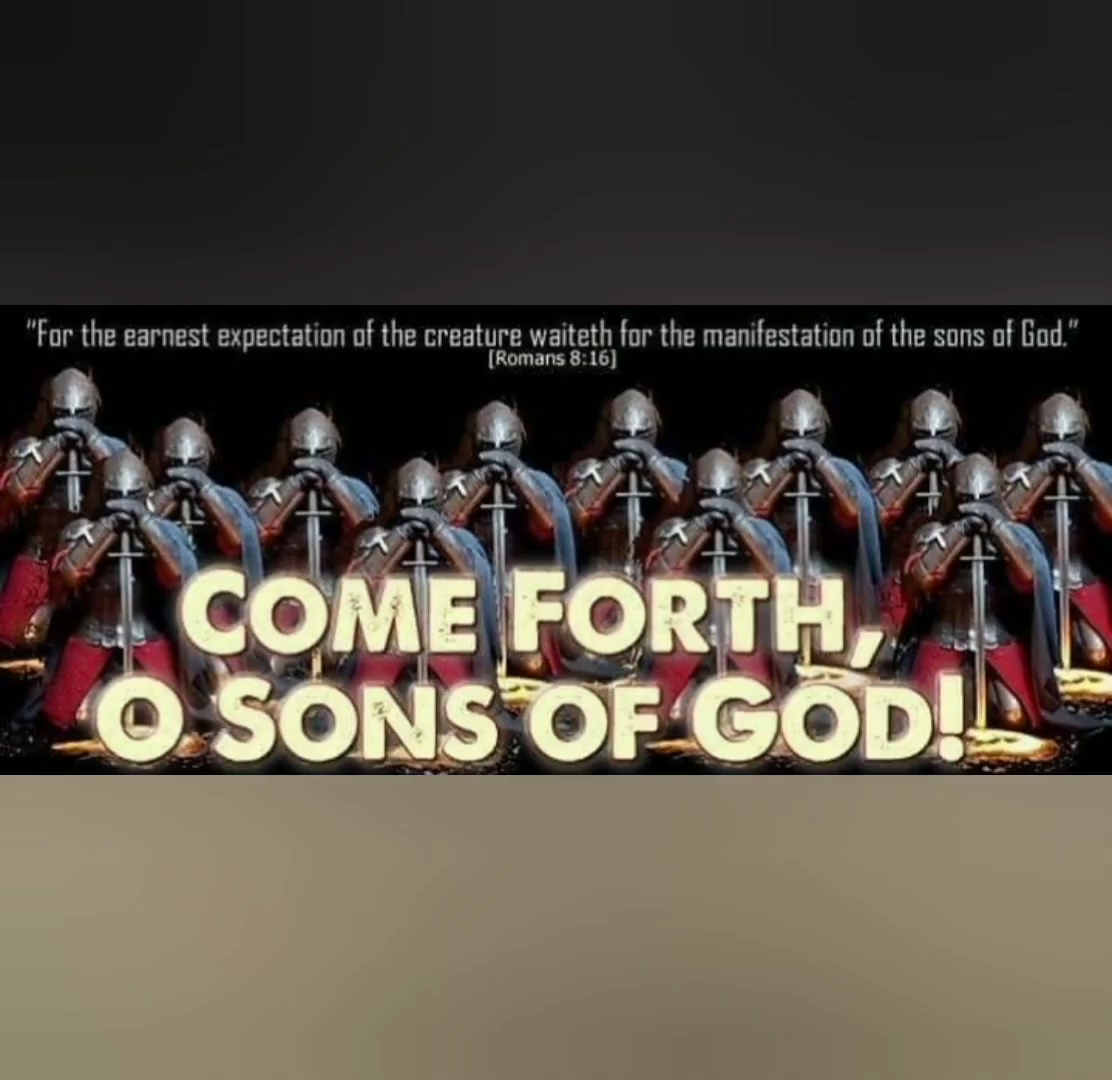 "For the earnest expectation of the creature waiteth for the manifestation of the sons of God."
[Romans 8:16]
COME FORTH,
O SONS OF GOD!